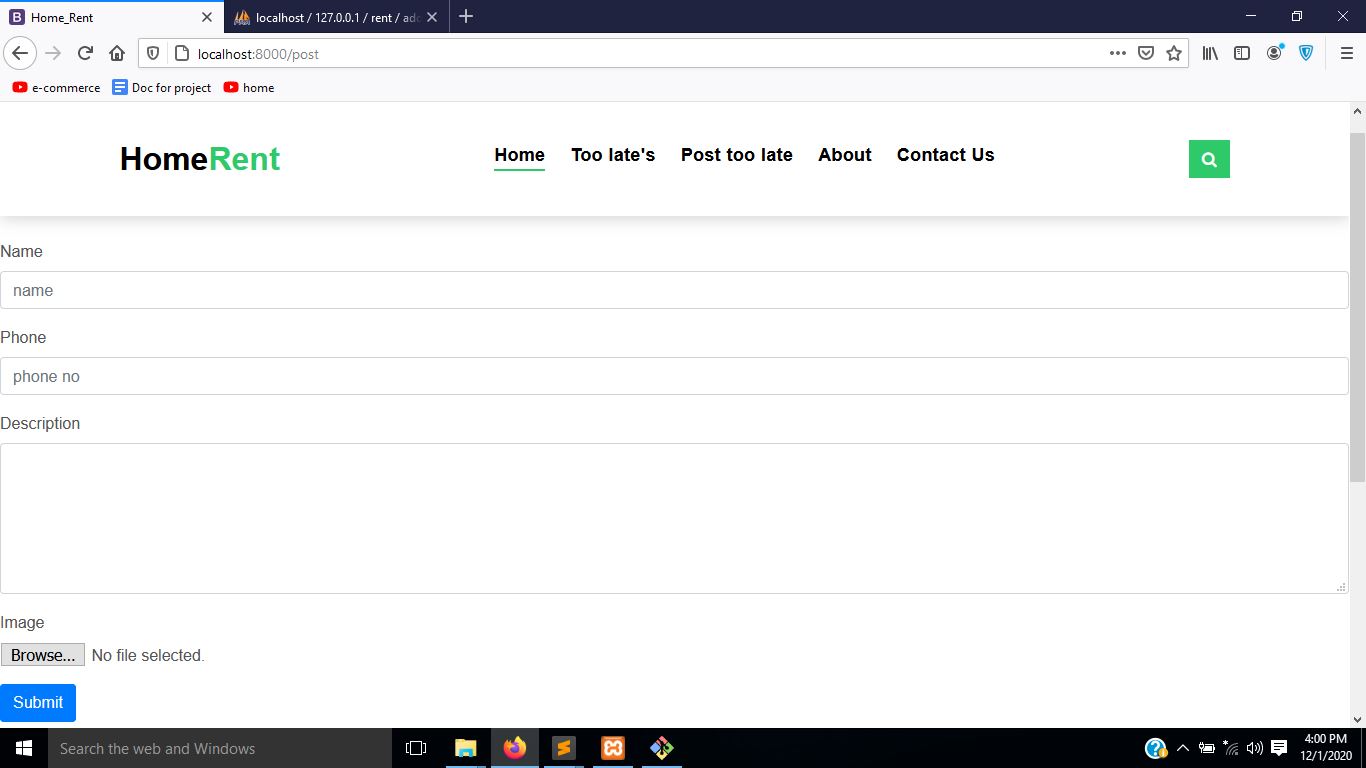 Home_Rent
localhost / 127.0.0.1 / rent / ado
localhost:8000/post
e-commerce Doc for project home
HomeRent
Home Too late's Post too late About Contact Us
Name
name
Phone
phone no
Description
Image
Browse... No file selected.
Submit
Search the web and Windows
4:00 PM
12/1/2020